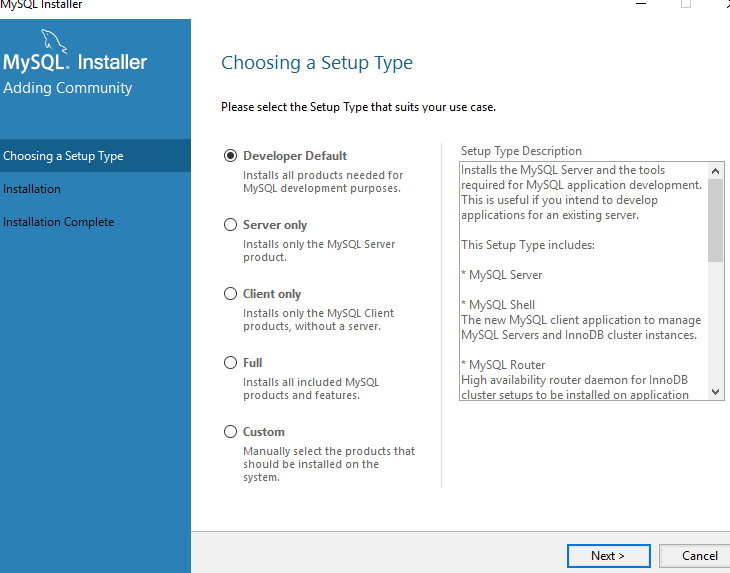 MySQL Installer
MySQL. Installer
Adding Community
Choosing a Setup Type
Installation
Installation Complete
Choosing a Setup Type
Please select the Setup Type that suits your use case.
Developer Default
Installs all products needed for
MySQL development purposes.
Server only
Installs only the MySQL Server
product.
Client only
Installs only the MySQL Client
products, without a server.
Full
Installs all included MySQL
products and features.
Custom
Manually select the products that
should be installed on the
system.
Setup Type Description
Installs the MySQL Server and the tools
required for MySQL application development.
This is useful if you intend to develop
applications for an existing server.
This Setup Type includes:
* MySQL Server
* MySQL Shell
The new MySQL client application to manage
MySQL Servers and InnoDB cluster instances.
* MySQL Router
High availability router daemon for InnoDB
cluster setups to be installed on application
Next >
Cancel